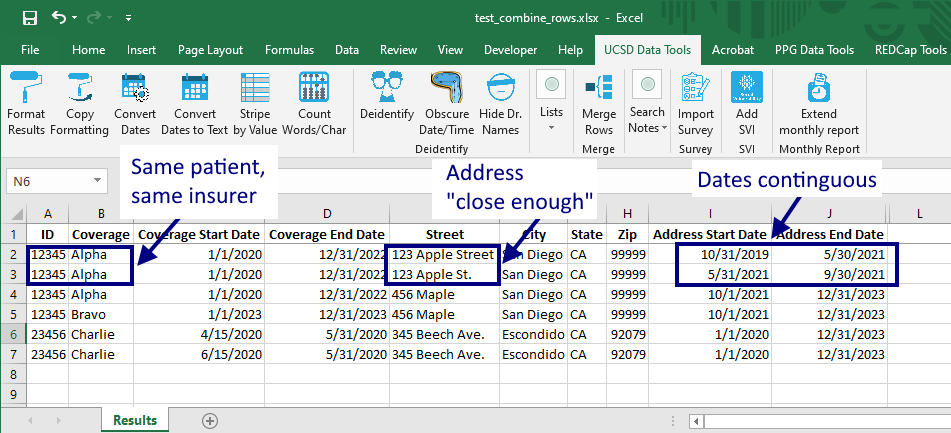 test_combine_rows.xlsx - Excel
File Home Insert Page Layout Formulas Data Review View Developer Help UCSD Data Tools Acrobat PPG Data Tools REDCap Tools
Format Results
Copy Formatting
Convert Dates
Convert Dates to Text
Stripe by Value
Count Words/Char
Deidentify
Obscure Date/Time
Hide Dr. Names
Lists
Merge Rows
Search Notes
Import Survey
Add SVI
Extend monthly report
Deidentify Merge Survey SVI Monthly Report
Same patient,
same insurer
Address
"close enough"
Dates continguous
N6
A B D H I J L
1 ID Coverage Coverage Start Date Coverage End Date Street City State Zip Address Start Date Address End Date
2 12345 Alpha 1/1/2020 12/31/2022 123 Apple Street San Diego CA 99999 10/31/2019 5/30/2021
3 12345 Alpha 1/1/2020 12/31/2022 123 Apple St. San Diego CA 99999 5/31/2021 9/30/2021
4 12345 Alpha 1/1/2020 12/31/2022 456 Maple San Diego CA 99999 10/1/2021 12/31/2023
5 12345 Bravo 1/1/2023 12/31/2023 456 Maple San Diego CA 99999 10/1/2021 12/31/2023
6 23456 Charlie 4/15/2020 5/31/2020 345 Beech Ave. Escondido CA 92079 1/1/2020 12/31/2023
7 23456 Charlie 6/15/2020 5/31/2020 345 Beech Ave. Escondido CA 92079 1/1/2020 12/31/2023
8
9
Results